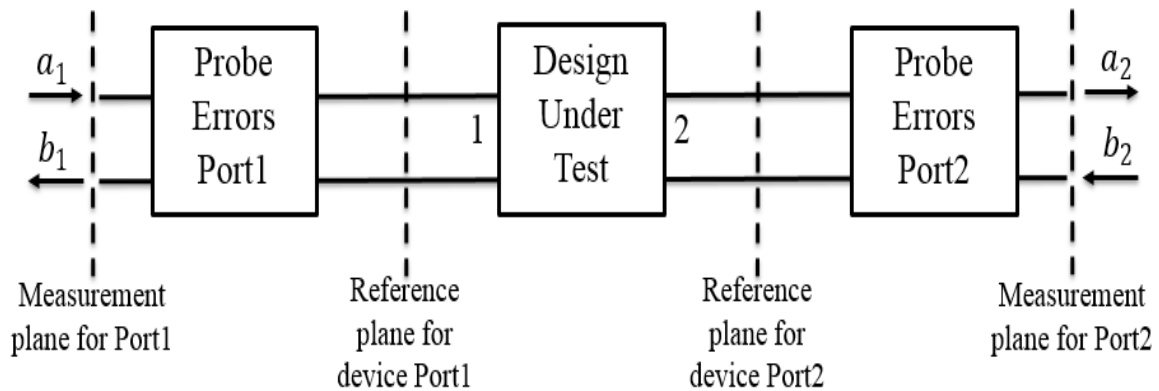 a₁
b₁
Probe
Errors
Port1
1
Design
Under
Test
2
Probe
Errors
Port2
a₂
b₂
Measurement
plane for Port1
Reference
plane for
device Port1
Reference
plane for
device Port2
Measurement
plane for Port2